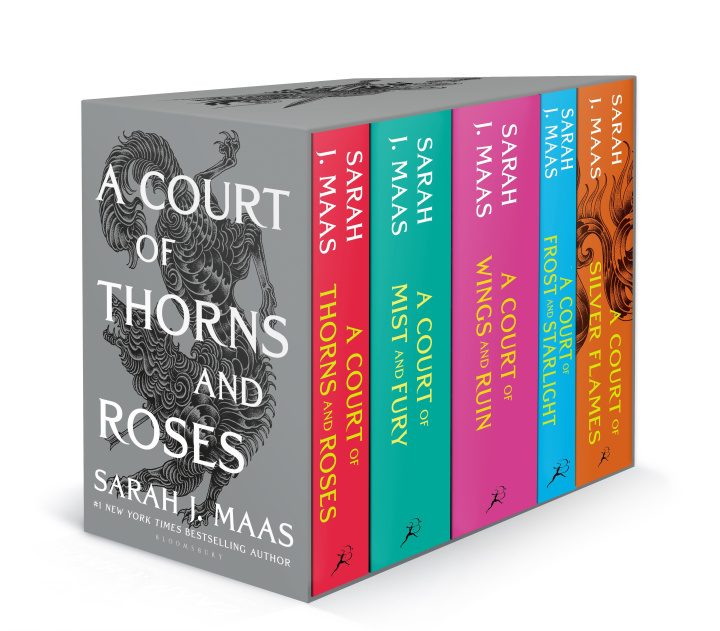 A COURT
OF
THORNS
AND
ROSES
SARAH J. MAAS
#1 NEW YORK TIMES BESTSELLING AUTHOR
BLOOMSBURY
SARAH
J. MAAS
A COURT OF
THORNS AND ROSES
SARAH
J. MAAS
A COURT OF
MIST AND FURY
SARAH
J. MAAS
A COURT OF
WINGS AND RUIN
SARAH
J. MAAS
A COURT OF
FROST AND STARLIGHT
SARAH
J. MAAS
A COURT OF
SILVER FLAMES